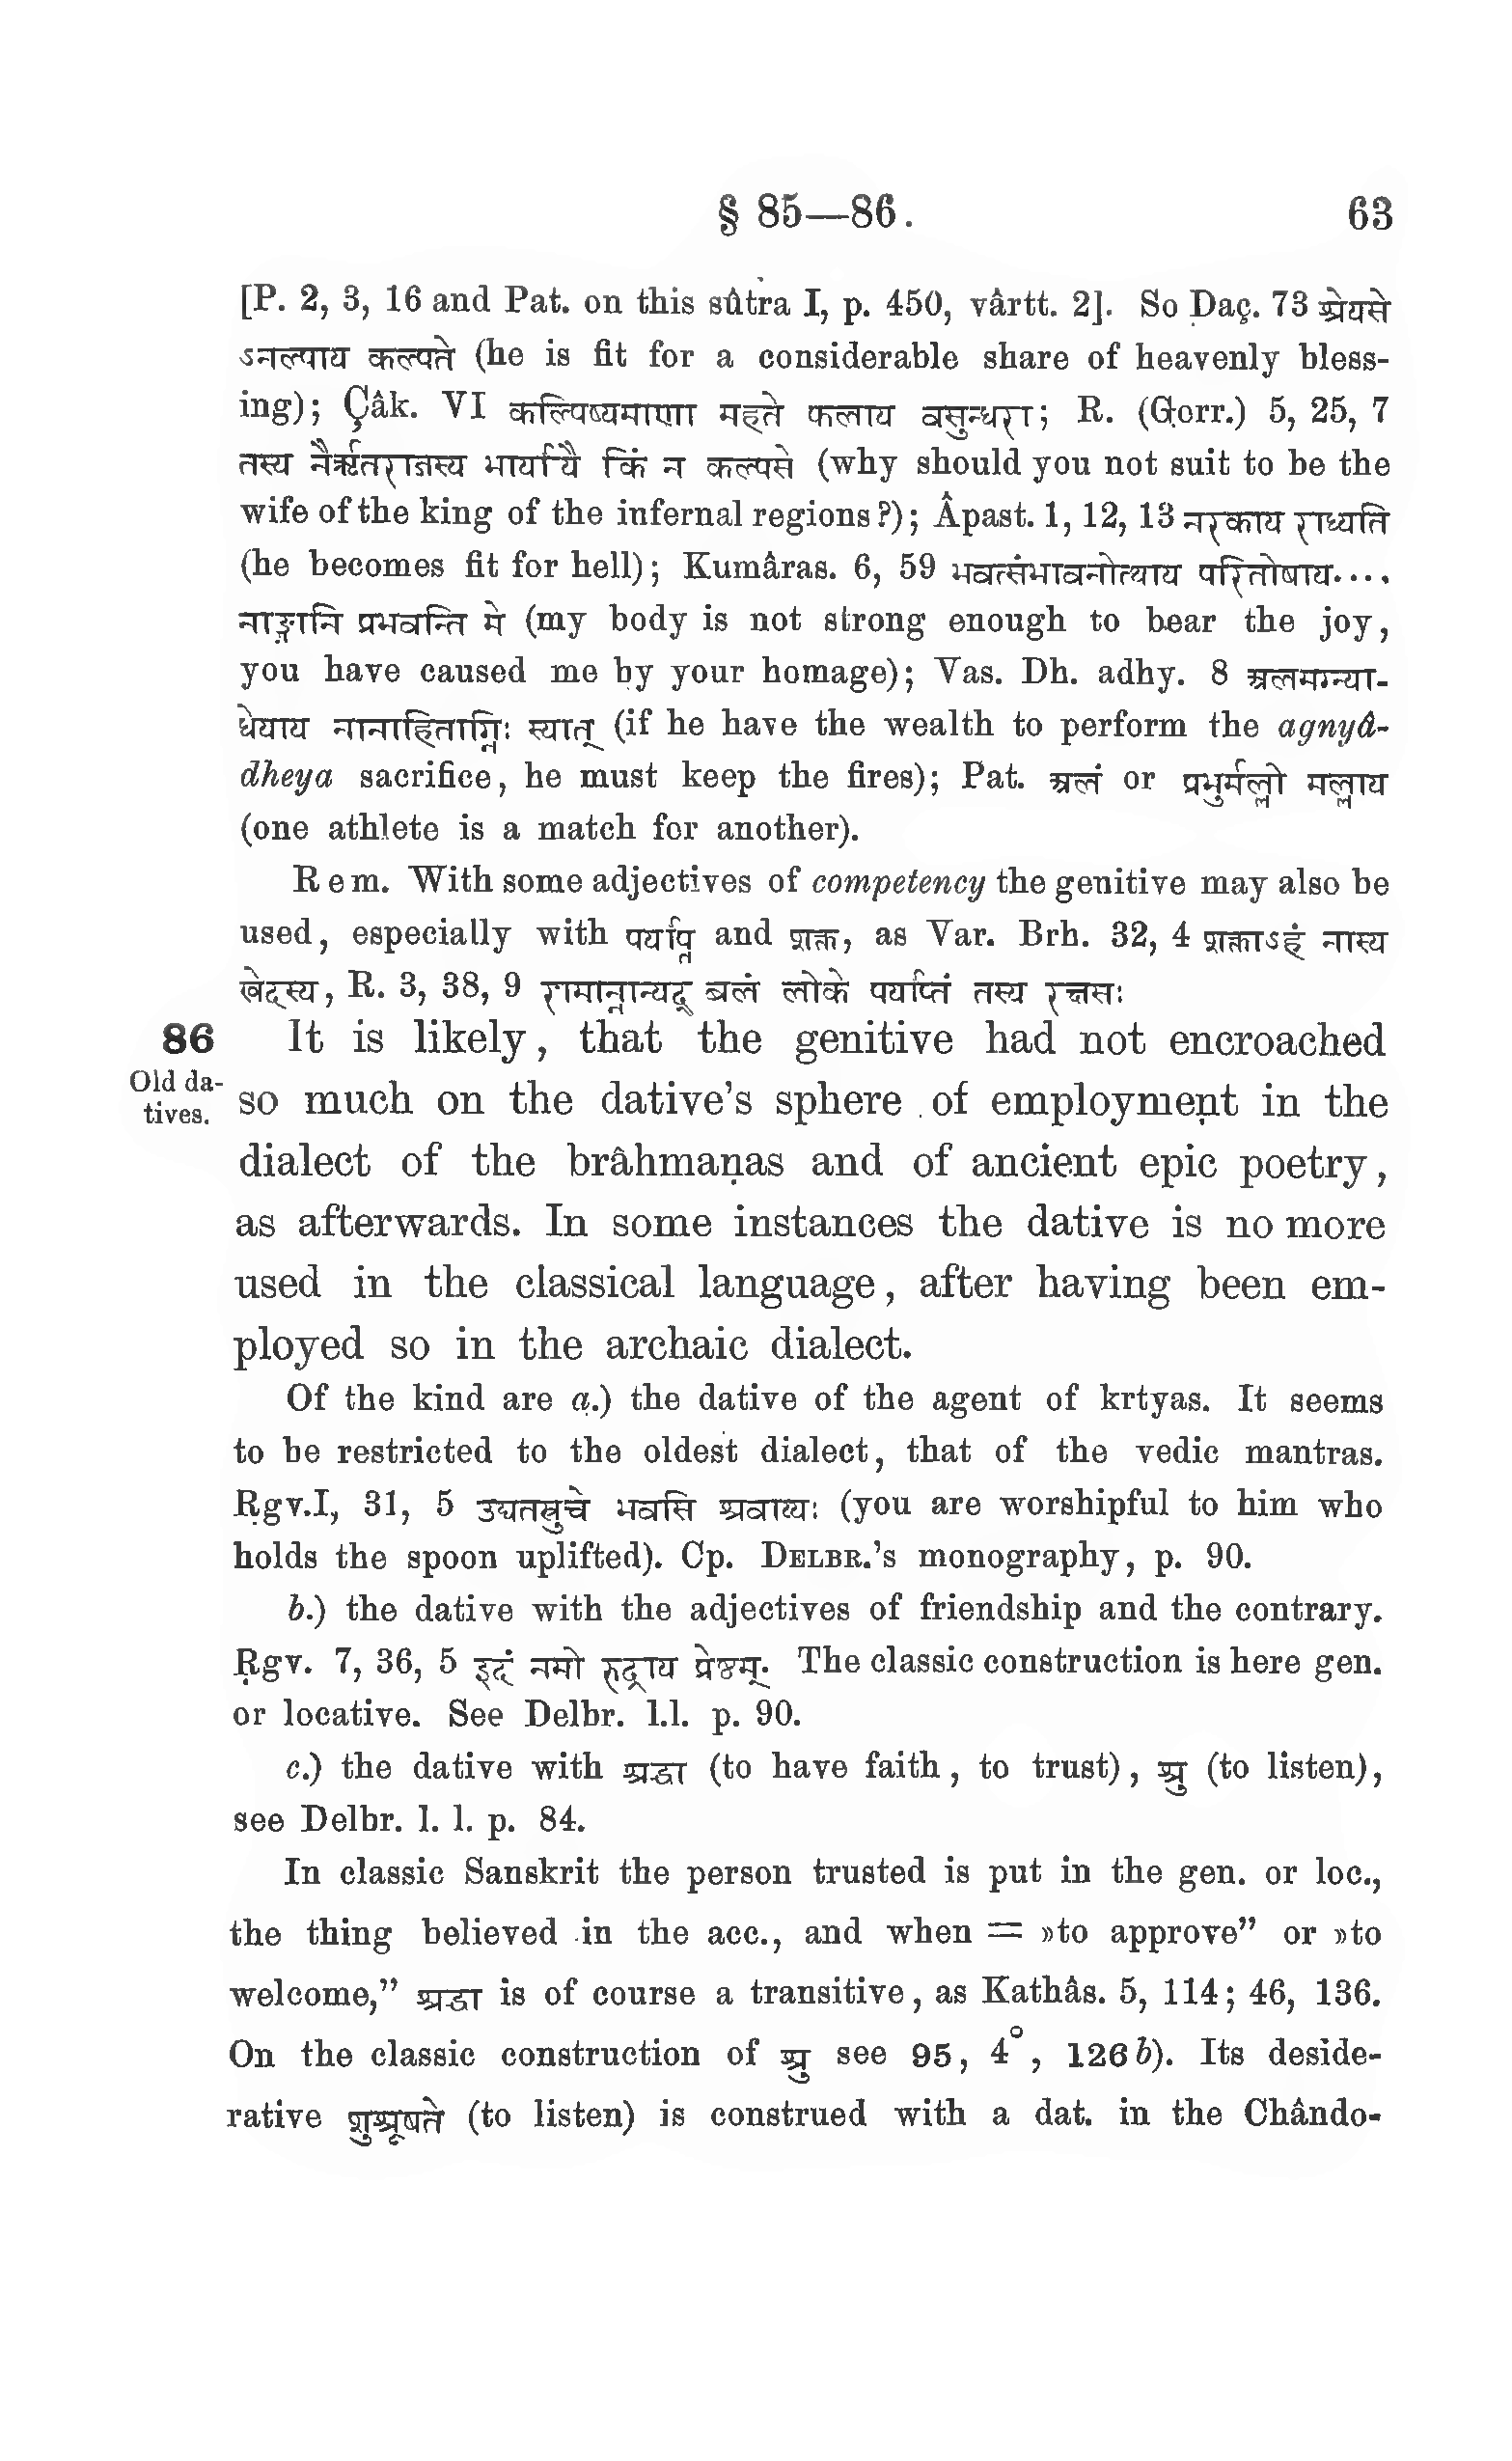 § 85—86. 63
[P. 2, 3, 16 and Pat. on this sûtra I, p. 450, vârtt. 2]. So Daç. 73 श्रेयसे
ऽनल्पाय कल्पते (he is fit for a considerable share of heavenly bless-
ing); Çâk. VI कल्पिष्यमाणा महते फलाय वसुन्धरा; R. (Gorr.) 5, 25, 7
तस्य नैरृतराजस्य भार्यायै किं न कल्पसे (why should you not suit to be the
wife of the king of the infernal regions?); Âpast. 1, 12, 13 नरकाय राध्यति
(he becomes fit for hell); Kumâras. 6, 59 भवत्संभावनोत्थाय परितोषाय....
नाङ्गानि प्रभवन्ति मे (my body is not strong enough to bear the joy,
you have caused me by your homage); Vas. Dh. adhy. 8 अलमग्न्या-
धेयाय नानाहिताग्निः स्यात् (if he have the wealth to perform the agnyâ-
dheya sacrifice, he must keep the fires); Pat. अलं or प्रभुर्मल्लो मल्लाय
(one athlete is a match for another).
Rem. With some adjectives of competency the genitive may also be
used, especially with पर्याप्त and शक्त, as Var. Brh. 32, 4 शक्ताऽहं नास्य
खेदस्य, R. 3, 38, 9 रामान्नान्यद् बलं लोके पर्याप्तं तस्य रक्षसः
86 It is likely, that the genitive had not encroached
Old da-
tives.
so much on the dative's sphere of employment in the
dialect of the brâhmaṇas and of ancient epic poetry,
as afterwards. In some instances the dative is no more
used in the classical language, after having been em-
ployed so in the archaic dialect.
Of the kind are a.) the dative of the agent of krtyas. It seems
to be restricted to the oldest dialect, that of the vedic mantras.
Ṛgv.I, 31, 5 उद्यतस्रुचे भवसि श्रवाय्यः (you are worshipful to him who
holds the spoon uplifted). Cp. DELBR.'s monography, p. 90.
b.) the dative with the adjectives of friendship and the contrary.
Ṛgv. 7, 36, 5 इदं नमो रुद्राय प्रेष्ठम्. The classic construction is here gen.
or locative. See Delbr. l.l. p. 90.
c.) the dative with श्रद्धा (to have faith, to trust), श्रु (to listen),
see Delbr. l. l. p. 84.
In classic Sanskrit the person trusted is put in the gen. or loc.,
the thing believed in the acc., and when = »to approve” or »to
welcome,” श्रद्धा is of course a transitive, as Kathâs. 5, 114; 46, 136.
On the classic construction of श्रु see 95, 4°, 126 b). Its deside-
rative शुश्रूषते (to listen) is construed with a dat. in the Chândo-